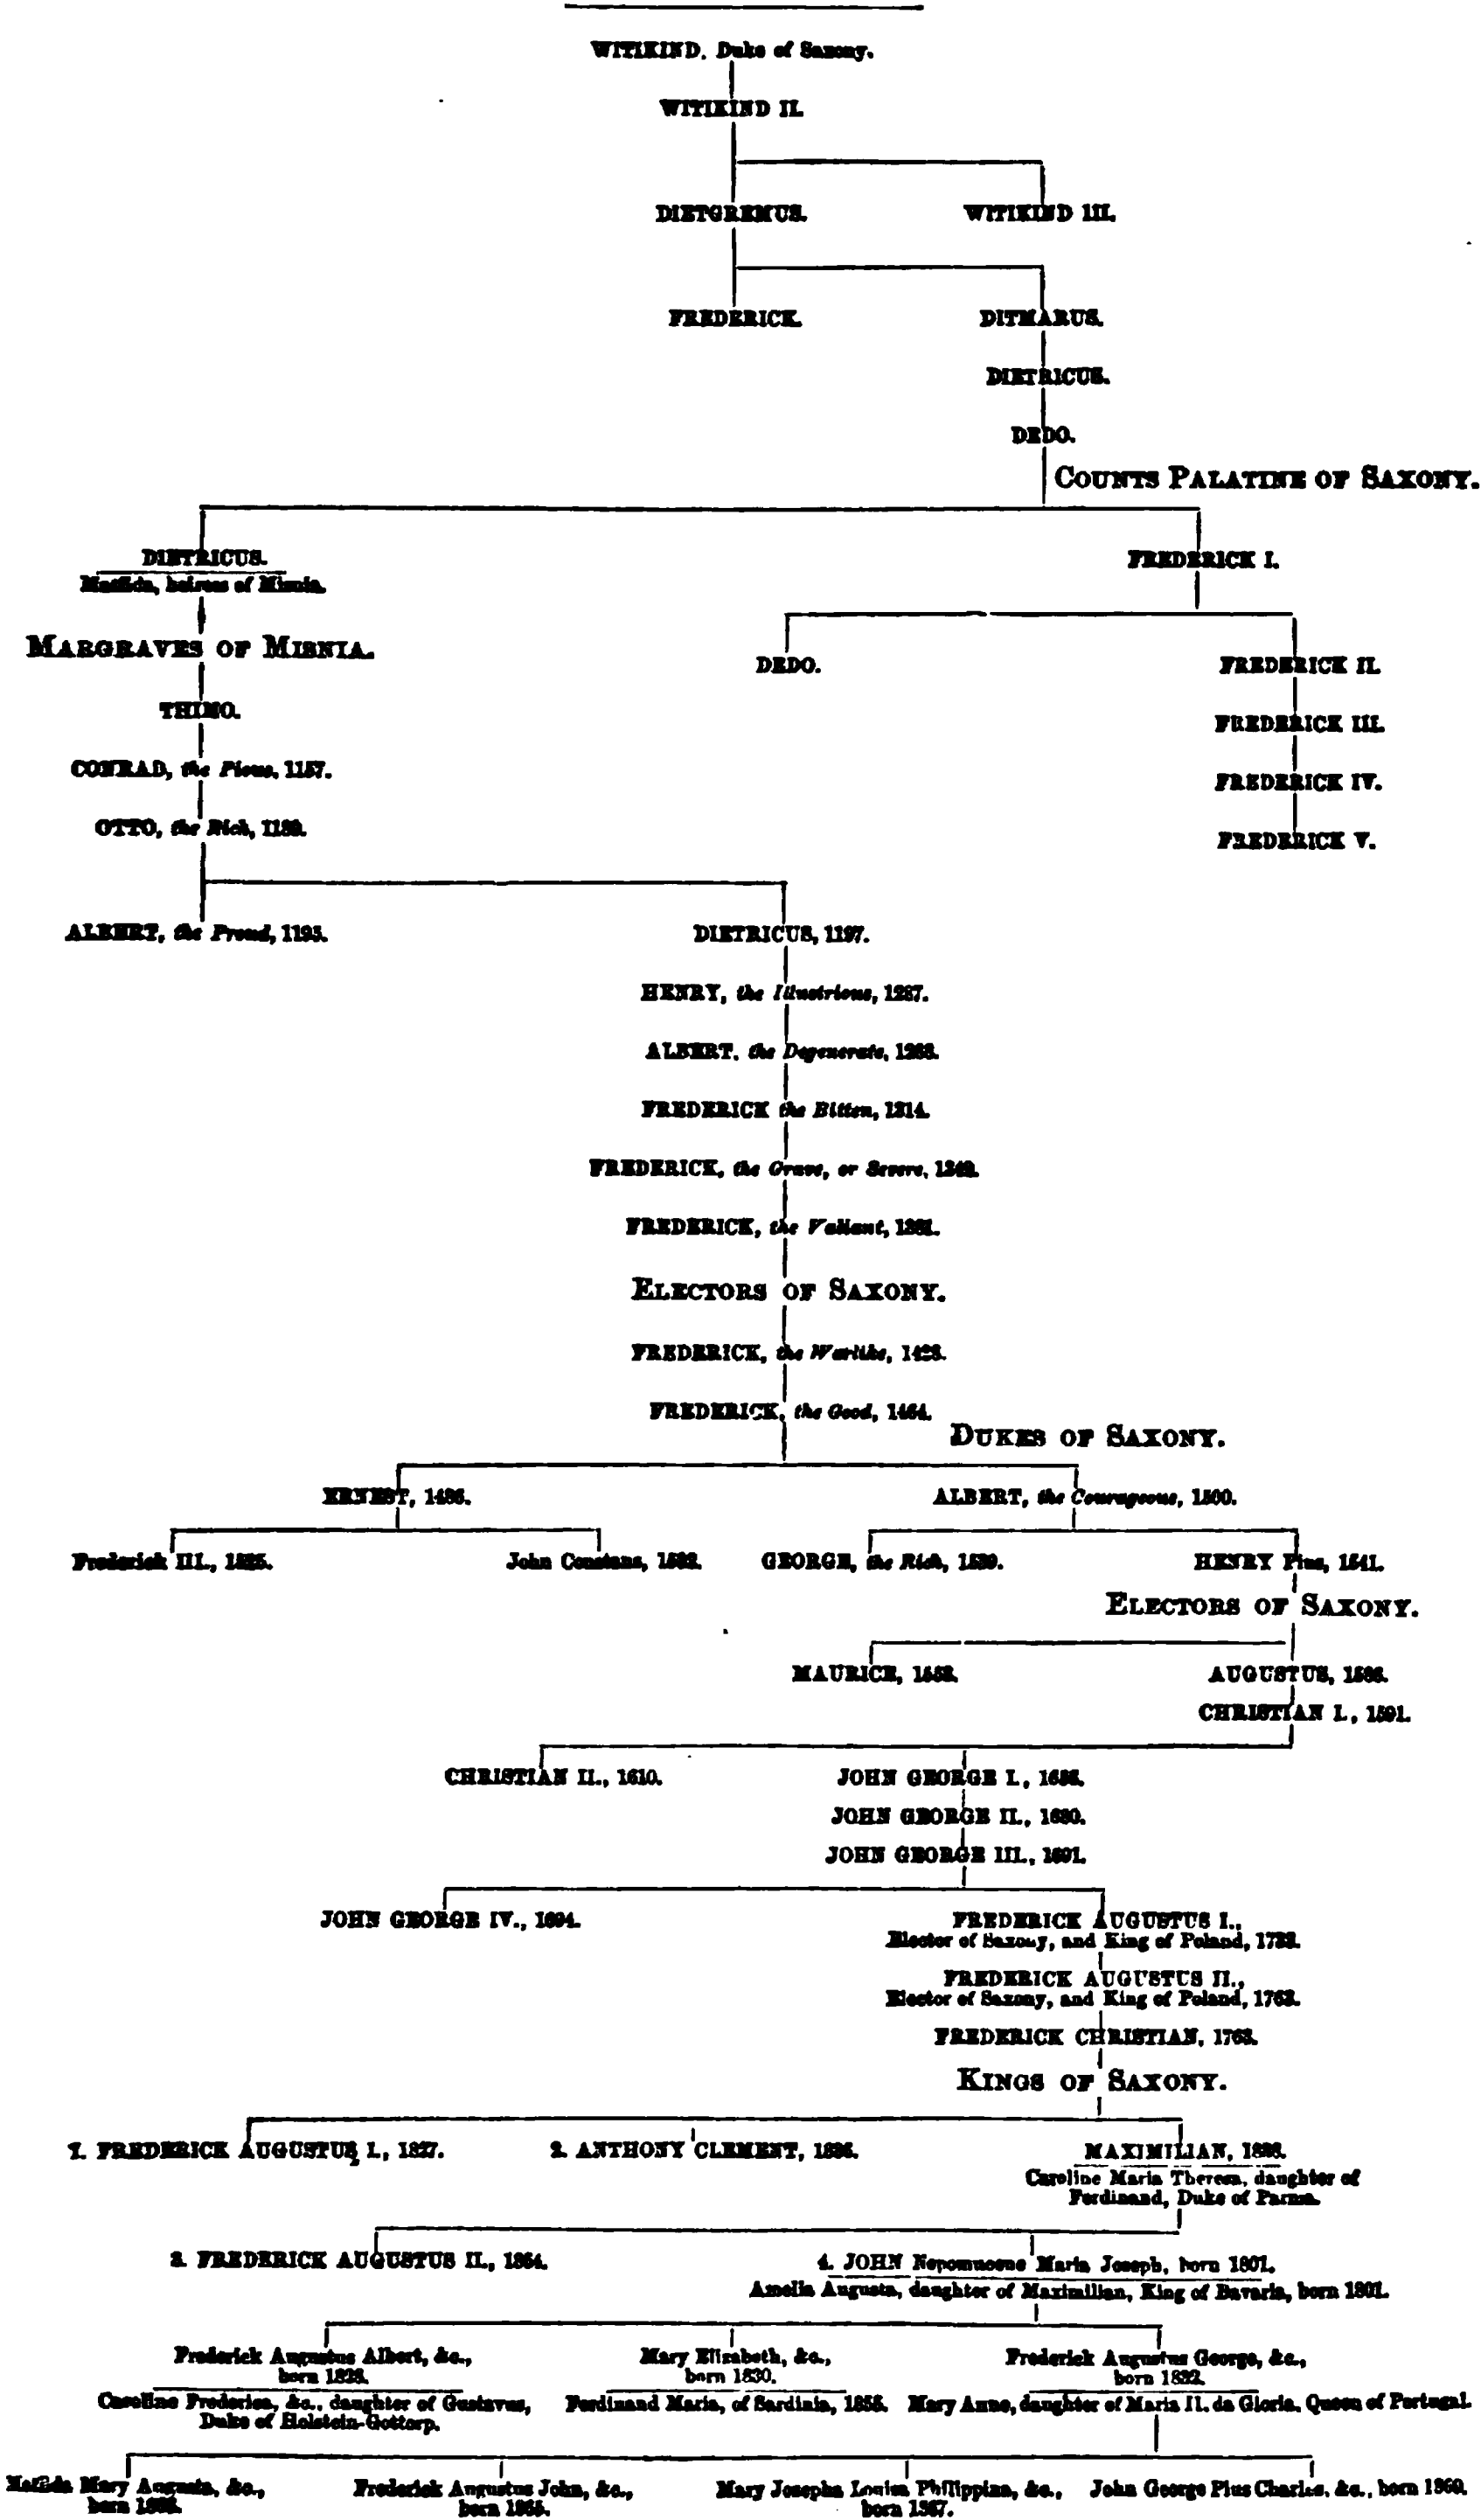 WITIKIND, Duke of Saxony.
WITIKIND II.
DIETGREMUS. WITIKIND III.
FREDERICK. DITMARUS.
DIETRICUS.
DEDO.
COUNTS PALATINE OF SAXONY.
DIETRICUS. FREDERICK I.
Matilda, heiress of Misnia.
MARGRAVES OF MISNIA.
DEDO. FREDERICK II.
THIMO.
FREDERICK III.
CONRAD, the Pious, 1157.
FREDERICK IV.
OTTO, the Rich, 1189.
FREDERICK V.
ALBERT, the Proud, 1195. DIETRICUS, 1197.
HENRY, the Illustrious, 1287.
ALBERT, the Degenerate, 1288.
FREDERICK the Bitten, 1314.
FREDERICK, the Grave, or Severe, 1349.
FREDERICK, the Valiant, 1381.
ELECTORS OF SAXONY.
FREDERICK, the Warlike, 1428.
FREDERICK, the Good, 1464.
DUKES OF SAXONY.
ERNEST, 1486. ALBERT, the Courageous, 1500.
Frederick III., 1525. John Constans, 1532. GEORGE, the Rich, 1539. HENRY Pius, 1541.
ELECTORS OF SAXONY.
MAURICE, 1553. AUGUSTUS, 1586.
CHRISTIAN I., 1591.
CHRISTIAN II., 1610. JOHN GEORGE I., 1656.
JOHN GEORGE II., 1680.
JOHN GEORGE III., 1691.
JOHN GEORGE IV., 1694. FREDERICK AUGUSTUS I.,
Elector of Saxony, and King of Poland, 1733.
FREDERICK AUGUSTUS II.,
Elector of Saxony, and King of Poland, 1763.
FREDERICK CHRISTIAN, 1763.
KINGS OF SAXONY.
1. FREDERICK AUGUSTUS I., 1827. 2. ANTHONY CLEMENT, 1836. MAXIMILIAN, 1838.
Caroline Maria Theresa, daughter of
Ferdinand, Duke of Parma.
3. FREDERICK AUGUSTUS II., 1854. 4. JOHN Nepomucene Maria Joseph, born 1801.
Amelia Augusta, daughter of Maximilian, King of Bavaria, born 1801.
Frederick Augustus Albert, &c., Mary Elizabeth, &c., Frederick Augustus George, &c.,
born 1828. born 1830. born 1832.
Caroline Frederica, &c., daughter of Gustavus, Ferdinand Maria, of Sardinia, 1855. Mary Anne, daughter of Maria II. da Gloria, Queen of Portugal.
Duke of Holstein-Gottorp.
Matilda Mary Augusta, &c., Frederick Augustus John, &c., Mary Josepha Louisa Philippina, &c., John George Pius Charles, &c., born 1869.
born born 1865. born 1867.